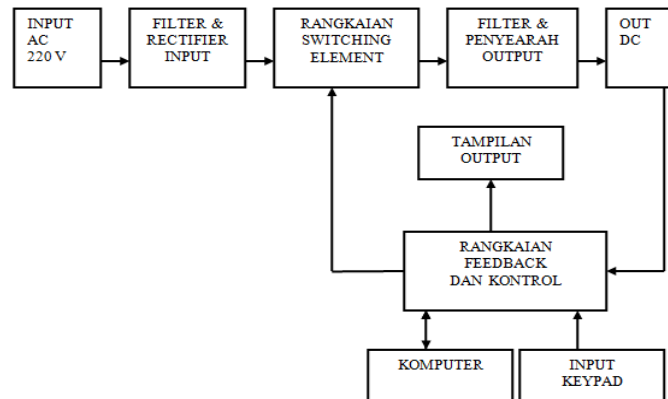 INPUT
AC
220 V
FILTER &
RECTIFIER
INPUT
RANGKAIAN
SWITCHING
ELEMENT
FILTER &
PENYEARAH
OUTPUT
OUT
DC
TAMPILAN
OUTPUT
RANGKAIAN
FEEDBACK
DAN KONTROL
KOMPUTER
INPUT
KEYPAD